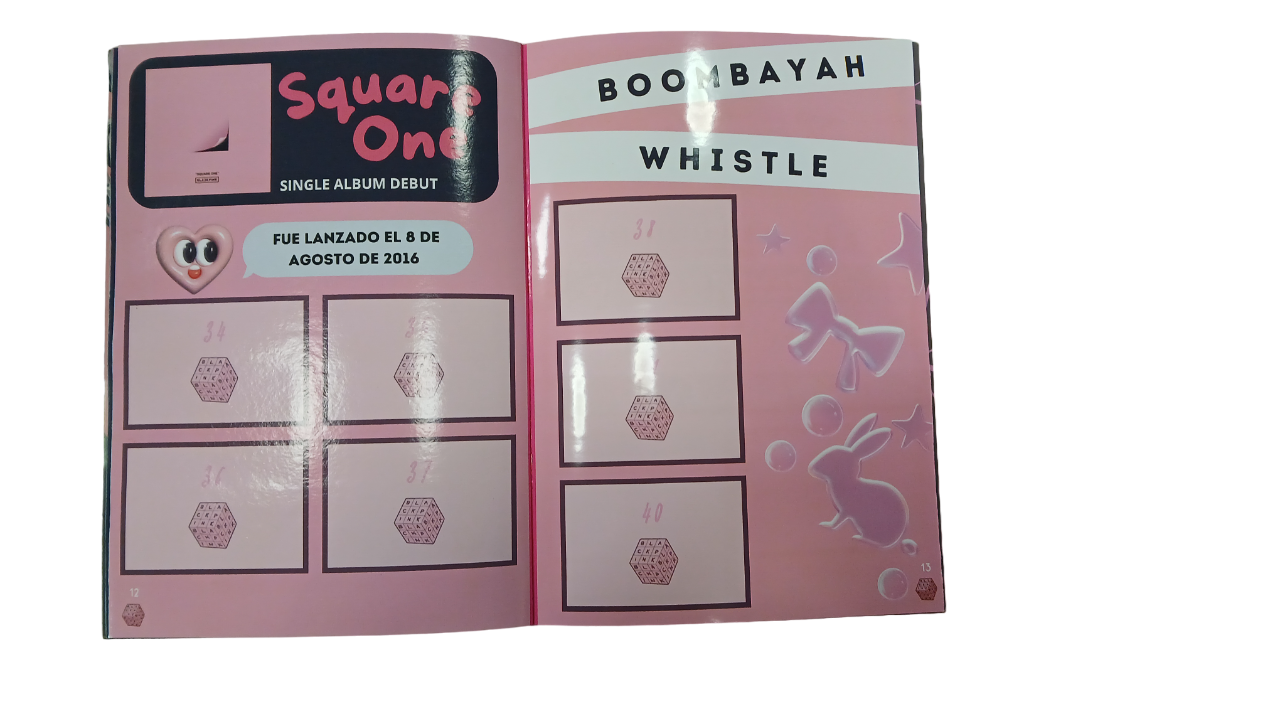 Square
One
SINGLE ALBUM DEBUT
FUE LANZADO EL 8 DE
AGOSTO DE 2016
34
36
37
12
BOOMBAYAH
WHISTLE
38
40
13